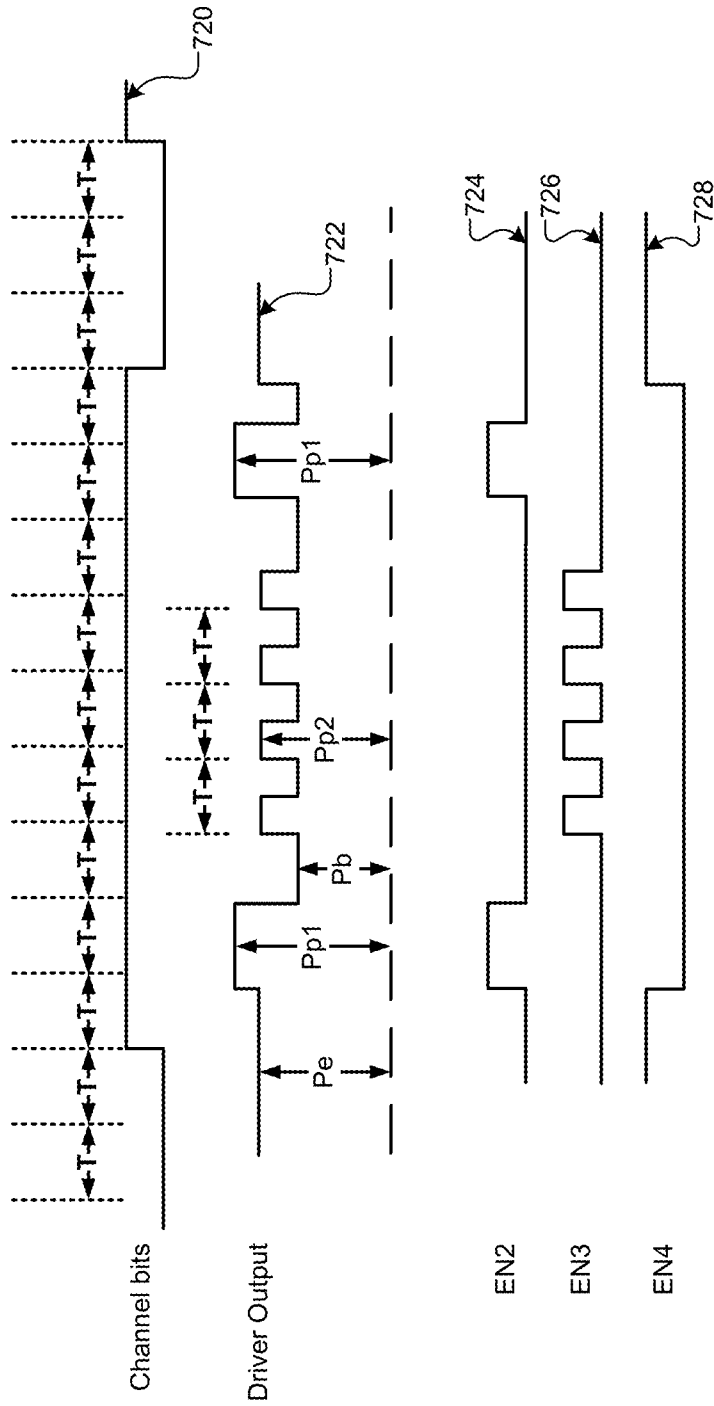 T T T T T T T T T T T T T T
Channel bits
720
T T T
Driver Output
722
Pe Pp1 Pb Pp2 Pp1
724
EN2
726
EN3
728
EN4